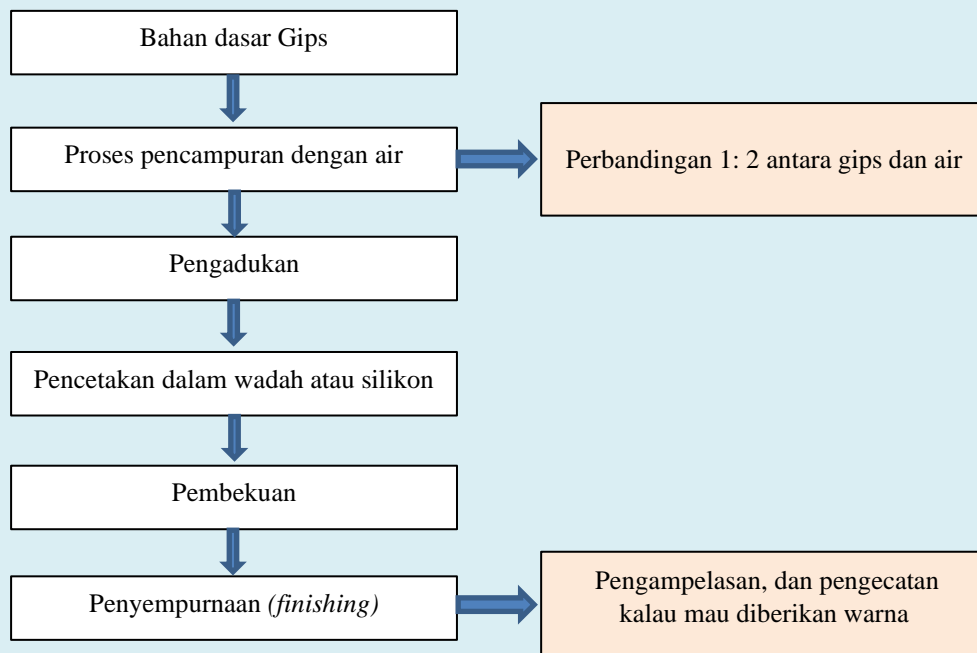 Bahan dasar Gips
Proses pencampuran dengan air
Perbandingan 1: 2 antara gips dan air
Pengadukan
Pencetakan dalam wadah atau silikon
Pembekuan
Penyempurnaan (finishing)
Pengampelasan, dan pengecatan
kalau mau diberikan warna